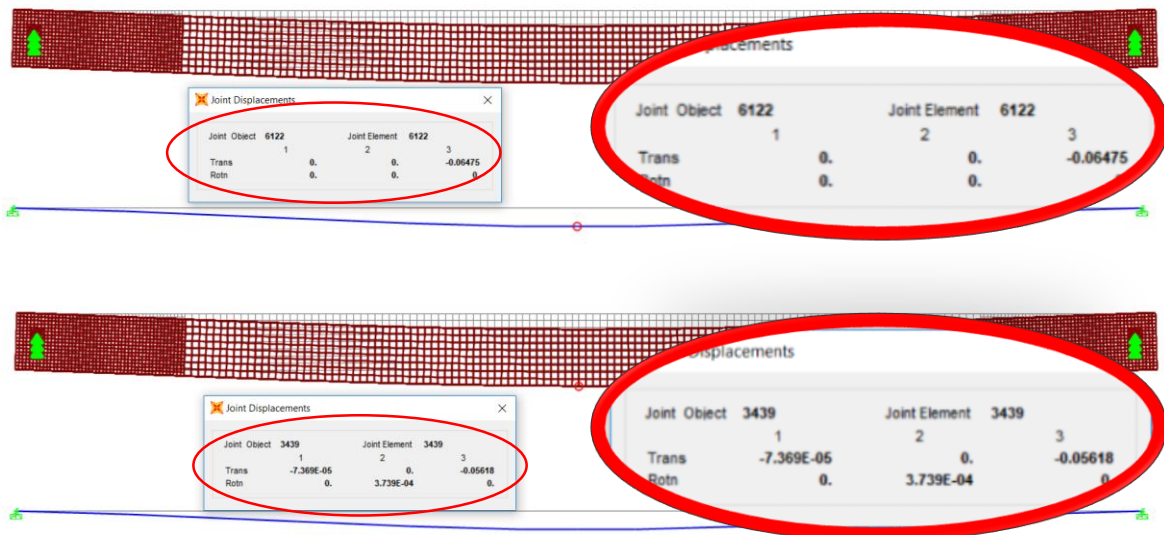 Joint Displacements
Joint Object 6122 Joint Element 6122
1 2 3
Trans 0. 0. -0.06475
Rotn 0. 0. 0.
placements
Joint Object 6122 Joint Element 6122
1 2 3
Trans 0. 0. -0.06475
Rotn 0. 0.
Joint Displacements
Joint Object 3439 Joint Element 3439
1 2 3
Trans -7.369E-05 0. -0.05618
Rotn 0. 3.739E-04 0.
Displacements
Joint Object 3439 Joint Element 3439
1 2 3
Trans -7.369E-05 0. -0.05618
Rotn 0. 3.739E-04 0